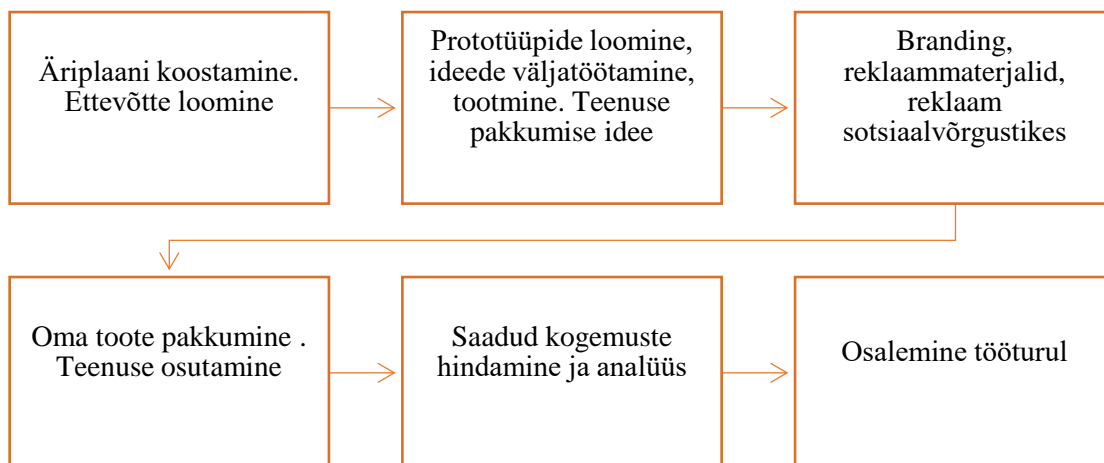 Äriplaani koostamine.
Ettevõtte loomine
Prototüüpide loomine,
ideede väljatöötamine,
tootmine. Teenuse
pakkumise idee
Branding,
reklaammaterjalid,
reklaam
sotsiaalvõrgustikes
Oma toote pakkumine .
Teenuse osutamine
Saadud kogemuste
hindamine ja analüüs
Osalemine tööturul